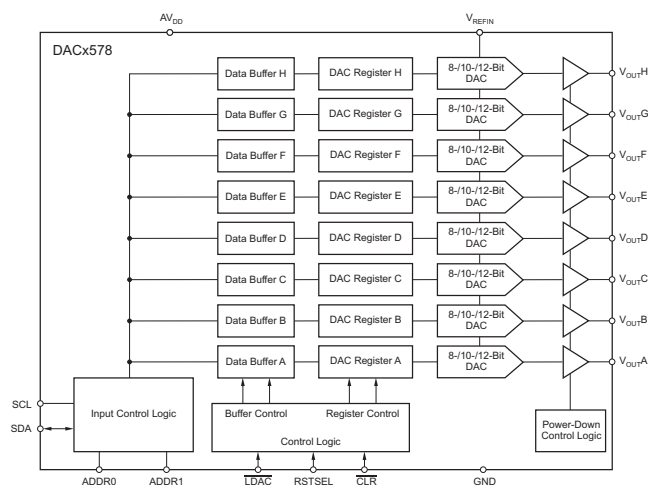 AVDD
VREFIN
DACx578
Data Buffer H
DAC Register H
8-/10-/12-Bit
DAC
VOUTH
Data Buffer G
DAC Register G
8-/10-/12-Bit
DAC
VOUTG
Data Buffer F
DAC Register F
8-/10-/12-Bit
DAC
VOUTF
Data Buffer E
DAC Register E
8-/10-/12-Bit
DAC
VOUTE
Data Buffer D
DAC Register D
8-/10-/12-Bit
DAC
VOUTD
Data Buffer C
DAC Register C
8-/10-/12-Bit
DAC
VOUTC
Data Buffer B
DAC Register B
8-/10-/12-Bit
DAC
VOUTB
Data Buffer A
DAC Register A
8-/10-/12-Bit
DAC
VOUTA
SCL
SDA
Input Control Logic
Buffer Control
Register Control
Control Logic
Power-Down
Control Logic
ADDR0
ADDR1
LDAC
RSTSEL
CLR
GND